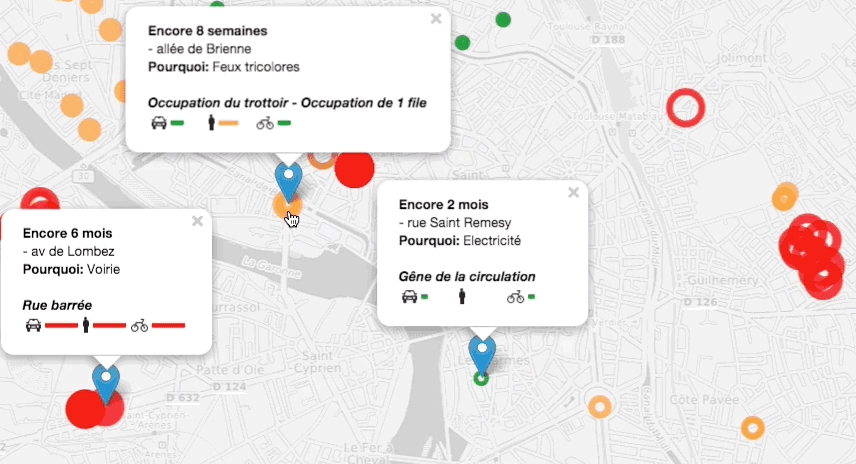 Encore 8 semaines
- allée de Brienne
Pourquoi: Feux tricolores
Occupation du trottoir - Occupation de 1 file
Encore 6 mois
- av de Lombez
Pourquoi: Voirie
Rue barrée
Encore 2 mois
- rue Saint Remesy
Pourquoi: Electricité
Gêne de la circulation
Toulouse Raynal
D 188
Jolimont
Toulouse Matabiau
Sept
Deniers
Cité
30
La Garonne
Guilheméry
D 126
Patte d'Oie
D 124
Saint
Cyprien
D 632
Saint-Cyprien-
Arènes
Côte Pavée
Le Fer à
Cheval